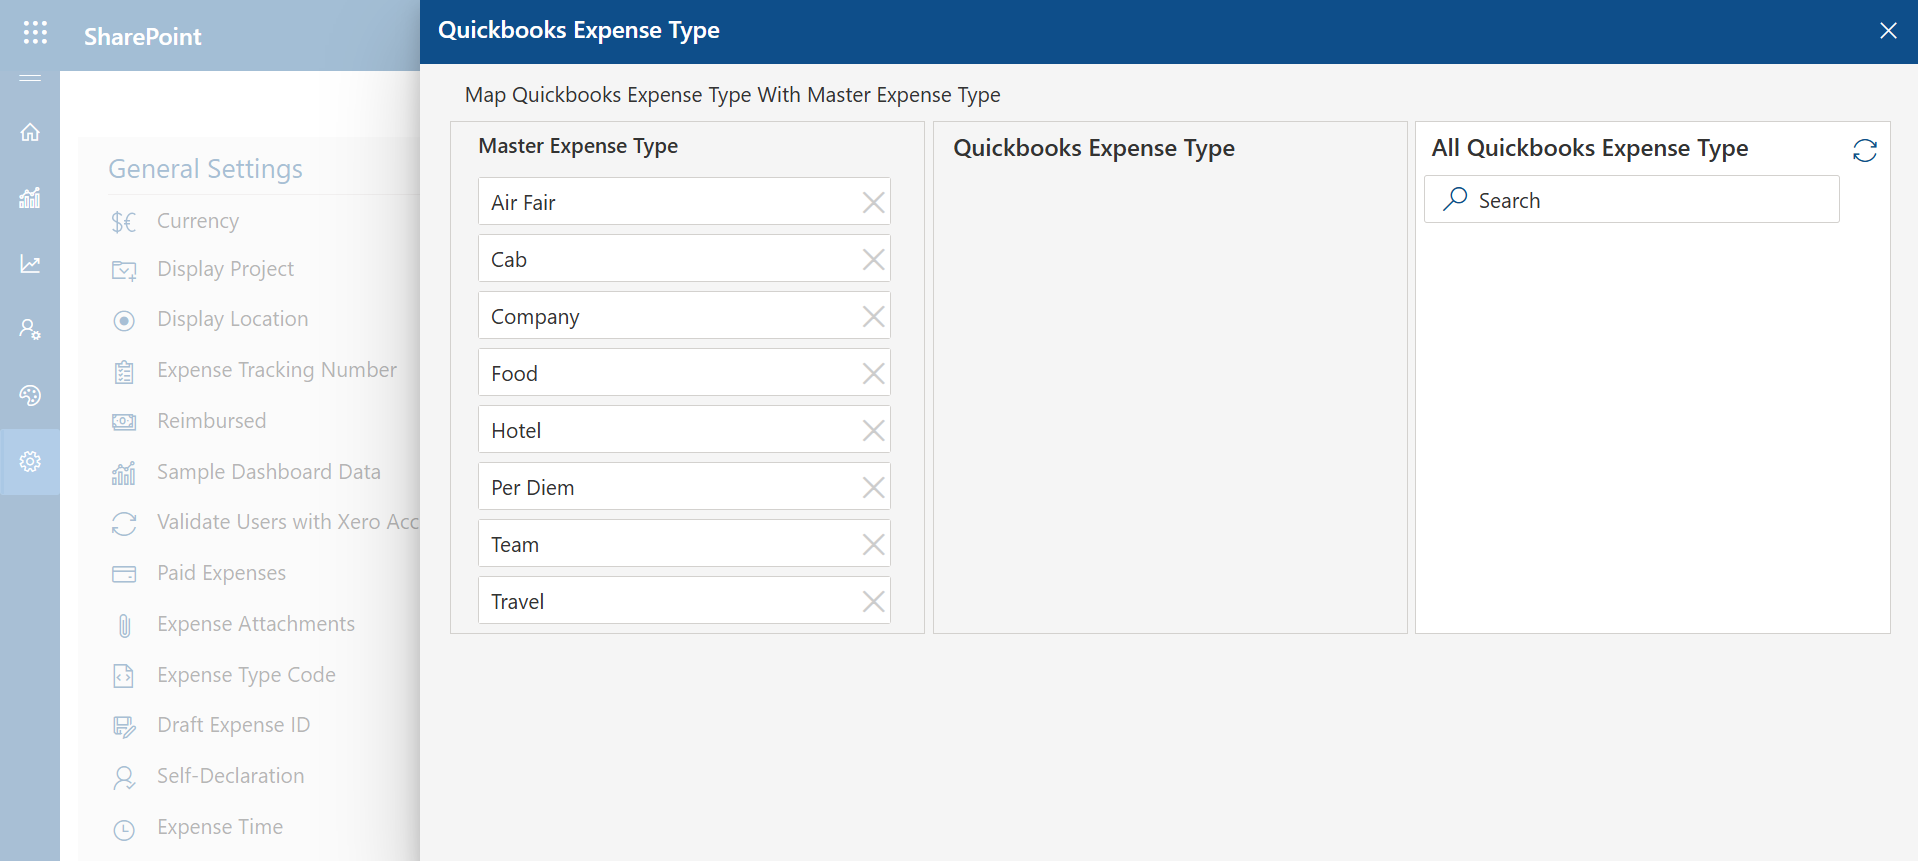 SharePoint
General Settings
Currency
Display Project
Display Location
Expense Tracking Number
Reimbursed
Sample Dashboard Data
Validate Users with Xero Acc
Paid Expenses
Expense Attachments
Expense Type Code
Draft Expense ID
Self-Declaration
Expense Time
Quickbooks Expense Type
Map Quickbooks Expense Type With Master Expense Type
Master Expense Type
Air Fair
Cab
Company
Food
Hotel
Per Diem
Team
Travel
Quickbooks Expense Type
All Quickbooks Expense Type
Search